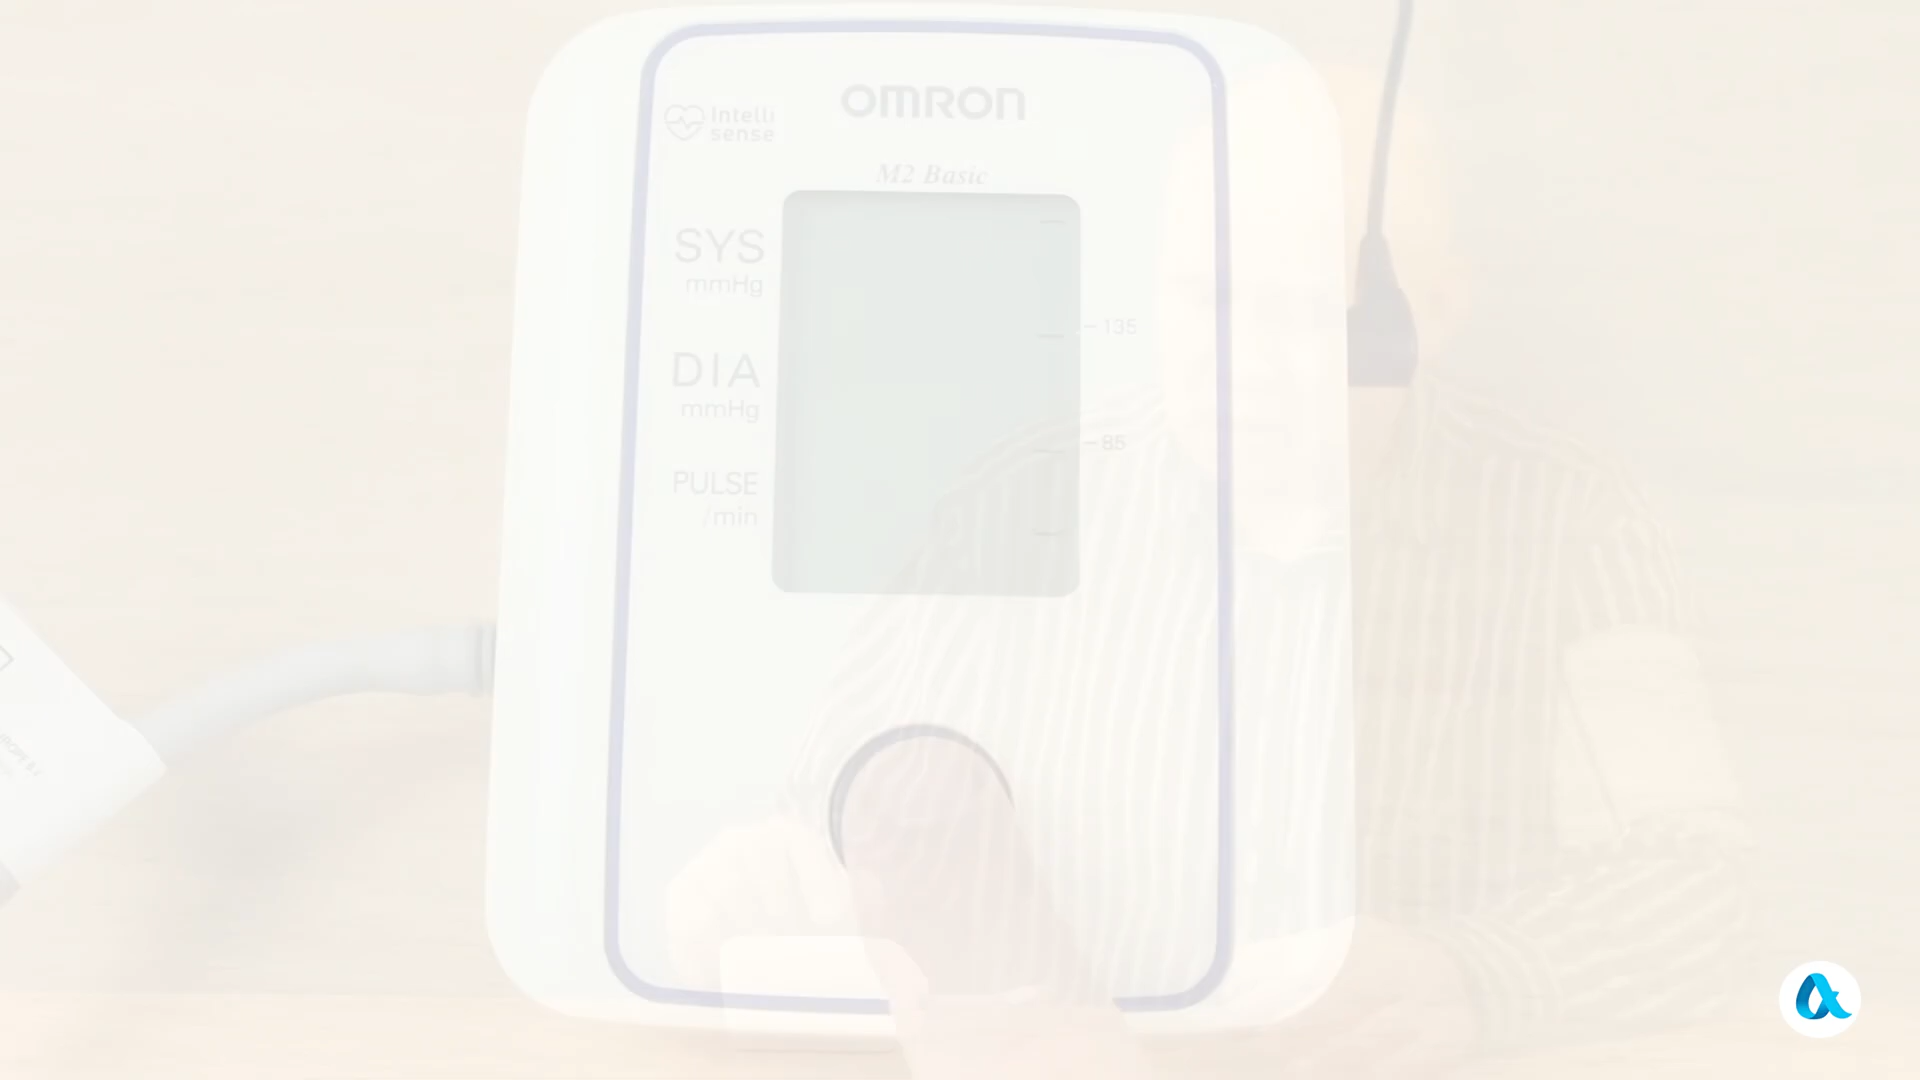 OMRON
Intelli
sense
M2 Basic
SYS
mmHg
135
DIA
mmHg
85
PULSE
/min